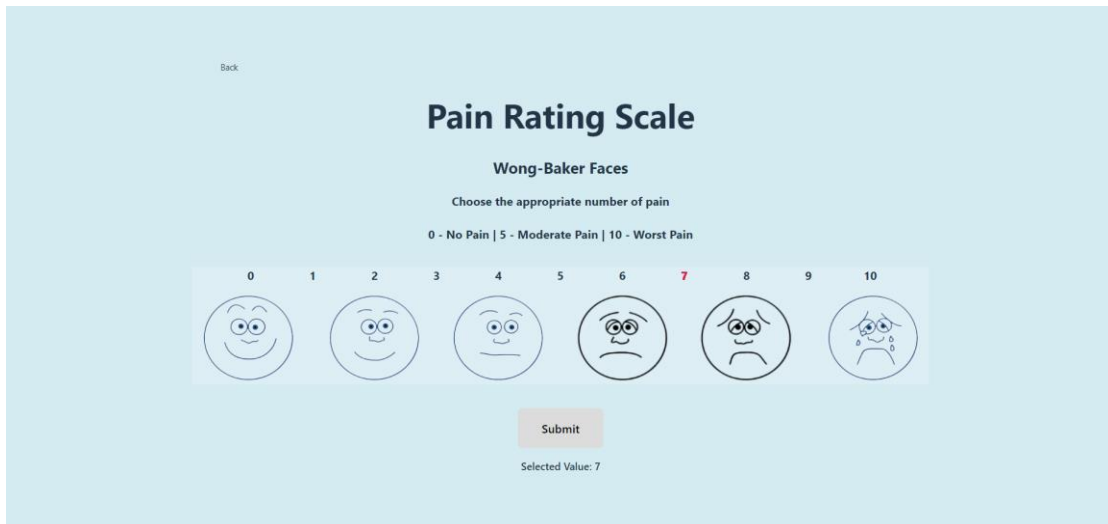 Back
Pain Rating Scale
Wong-Baker Faces
Choose the appropriate number of pain
0 - No Pain | 5 - Moderate Pain | 10 - Worst Pain
0 1 2 3 4 5 6 7 8 9 10
Submit
Selected Value: 7